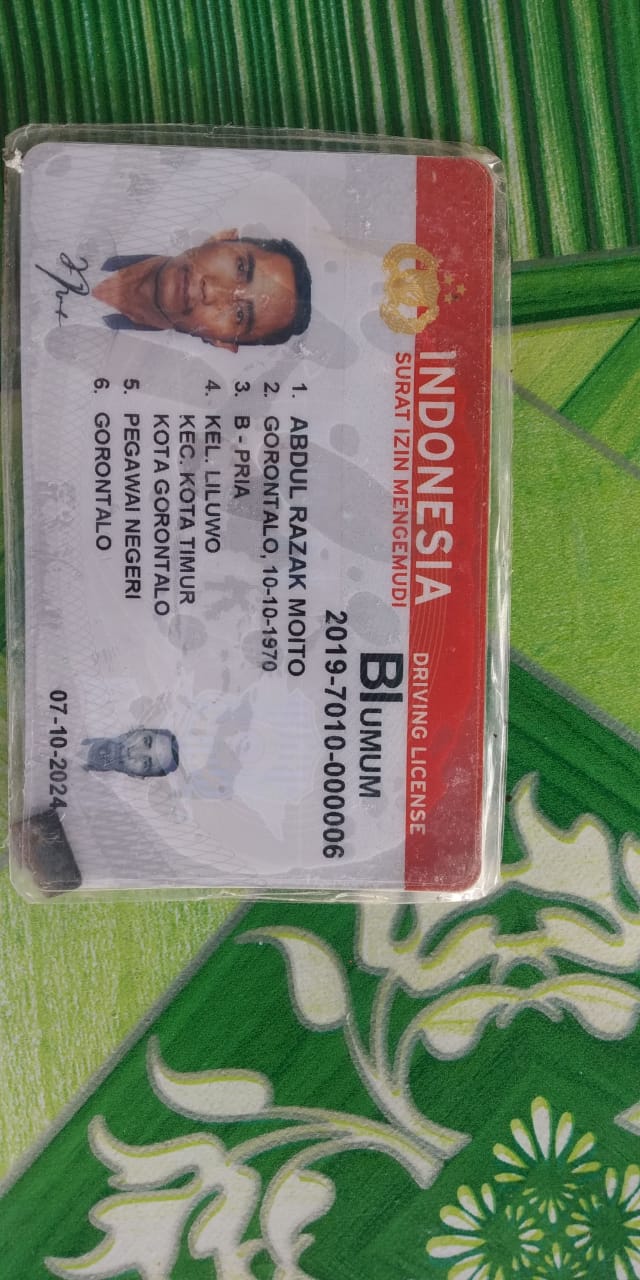 INDONESIA
SURAT IZIN MENGEMUDI
DRIVING LICENSE
BI UMUM
2019-7010-000006
1. ABDUL RAZAK MOITO
2. GORONTALO, 10-10-1970
3. B - PRIA
4. KEL. LILUWO
KEC. KOTA TIMUR
KOTA GORONTALO
5. PEGAWAI NEGERI
6. GORONTALO
07-10-2024